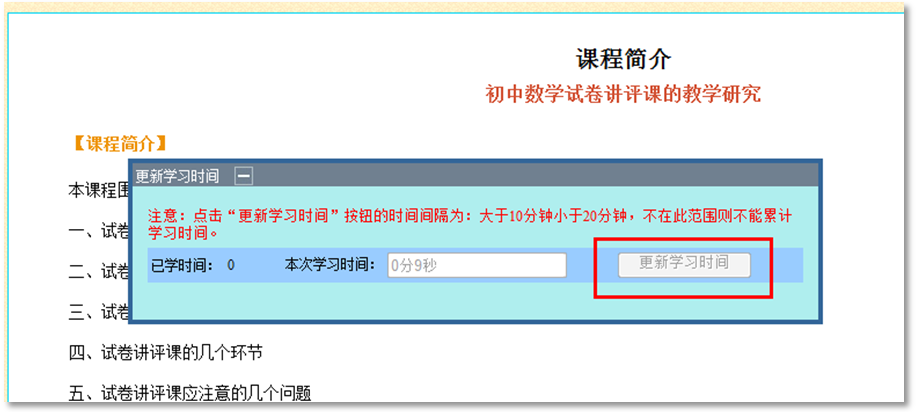 课程简介
初中数学试卷讲评课的教学研究
【课程简介】
更新学习时间
本课程
注意：点击“更新学习时间”按钮的时间间隔为：大于10分钟小于20分钟，不在此范围则不能累计
学习时间。
一、试卷
已学时间： 0 本次学习时间： 0分9秒 更新学习时间
二、试卷
三、试卷
四、试卷讲评课的几个环节
五、试卷讲评课应注意的几个问题